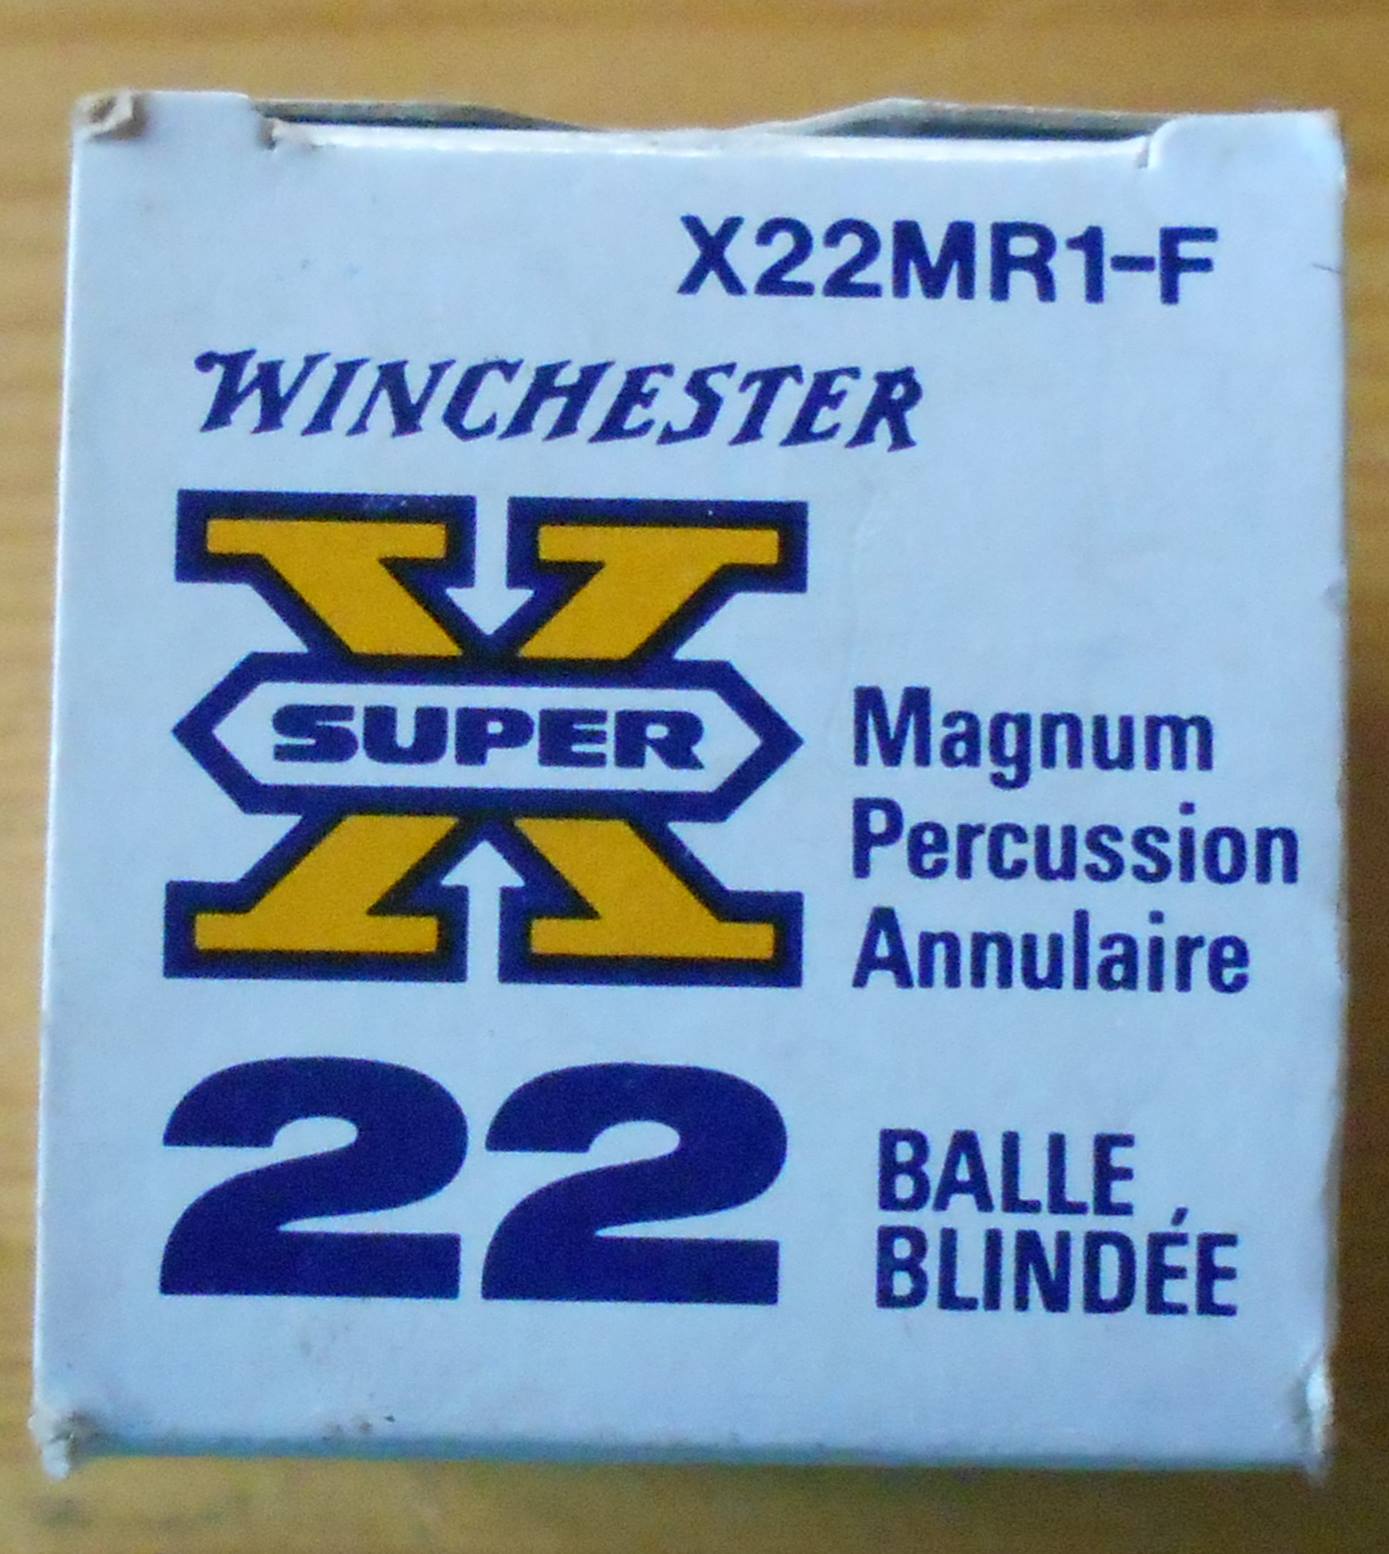 X22MR1-F
WINCHESTER
X
SUPER
Magnum
Percussion
Annulaire
22
BALLE
BLINDÉE